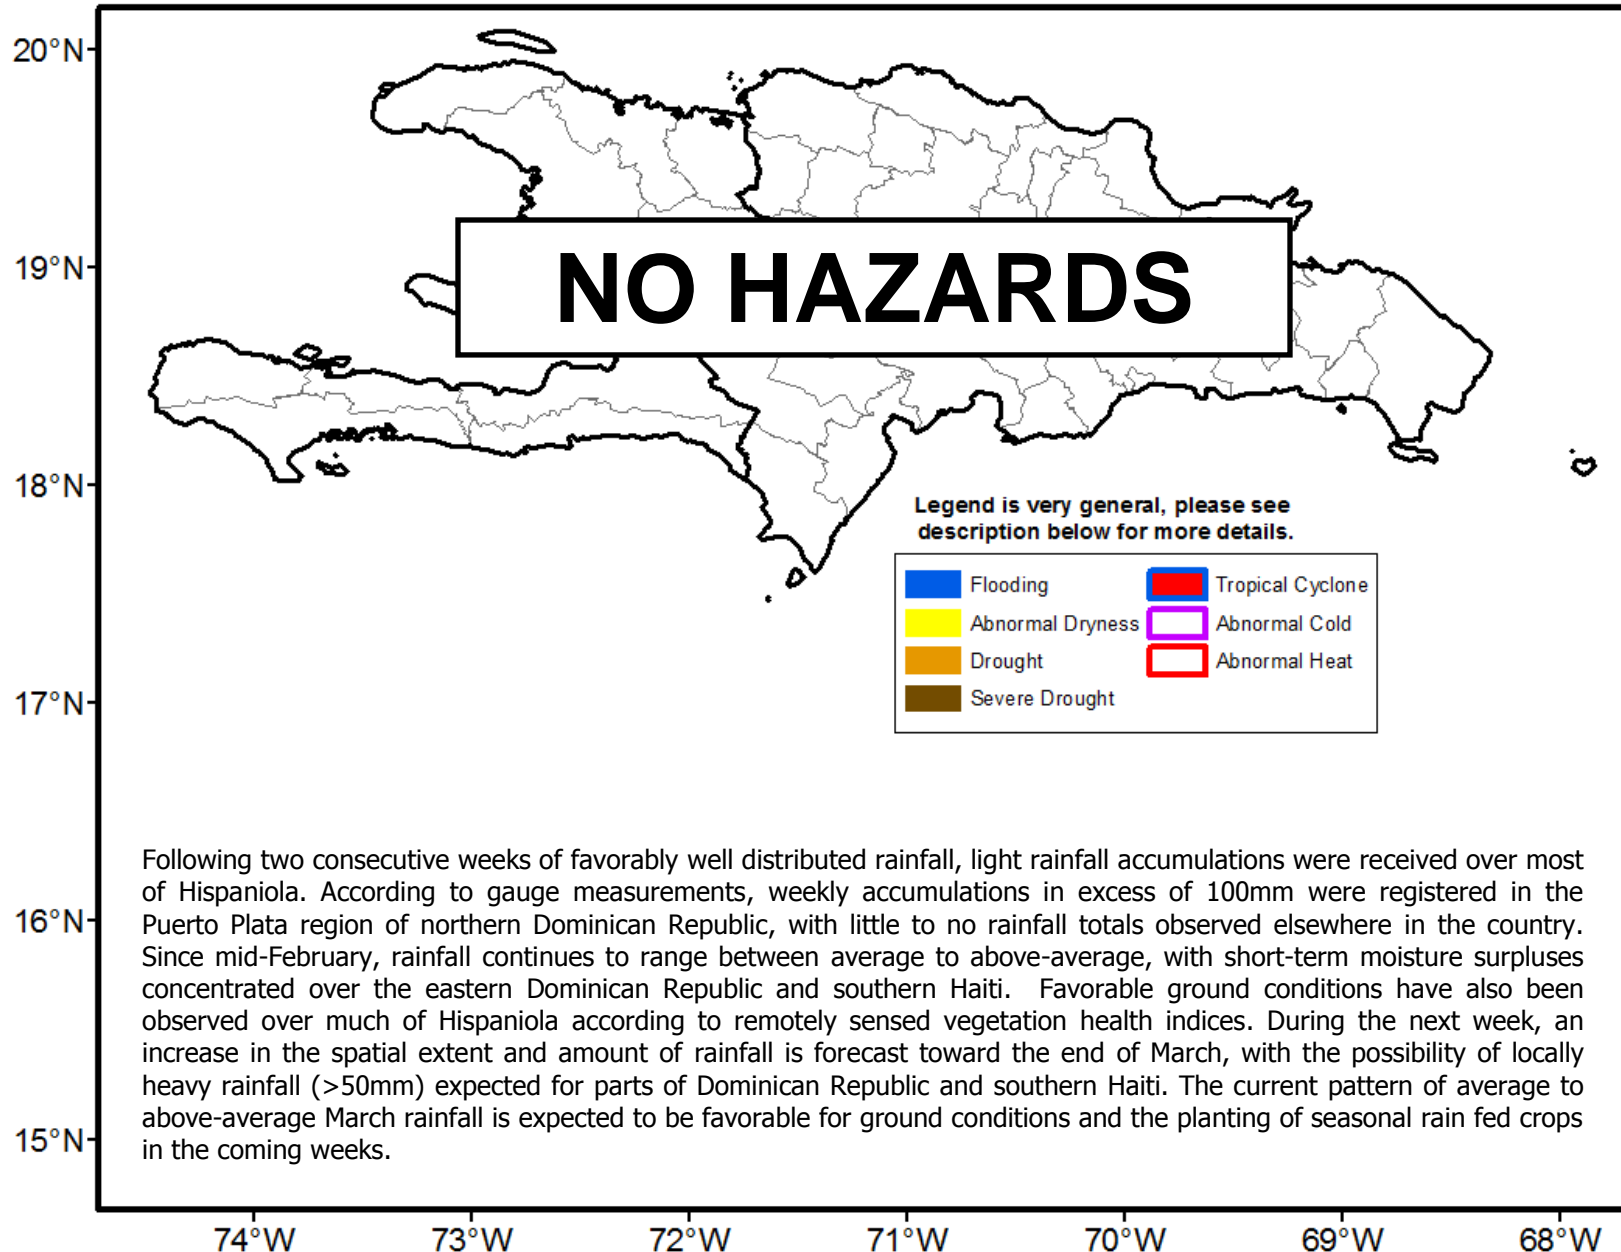 20°N
19°N
18°N
17°N
16°N
15°N
NO HAZARDS
Legend is very general, please see
description below for more details.
Flooding
Tropical Cyclone
Abnormal Dryness
Abnormal Cold
Drought
Abnormal Heat
Severe Drought
Following two consecutive weeks of favorably well distributed rainfall, light rainfall accumulations were received over most
of Hispaniola. According to gauge measurements, weekly accumulations in excess of 100mm were registered in the
Puerto Plata region of northern Dominican Republic, with little to no rainfall totals observed elsewhere in the country.
Since mid-February, rainfall continues to range between average to above-average, with short-term moisture surpluses
concentrated over the eastern Dominican Republic and southern Haiti. Favorable ground conditions have also been
observed over much of Hispaniola according to remotely sensed vegetation health indices. During the next week, an
increase in the spatial extent and amount of rainfall is forecast toward the end of March, with the possibility of locally
heavy rainfall (>50mm) expected for parts of Dominican Republic and southern Haiti. The current pattern of average to
above-average March rainfall is expected to be favorable for ground conditions and the planting of seasonal rain fed crops
in the coming weeks.
74°W
73°W
72°W
71°W
70°W
69°W
68°W